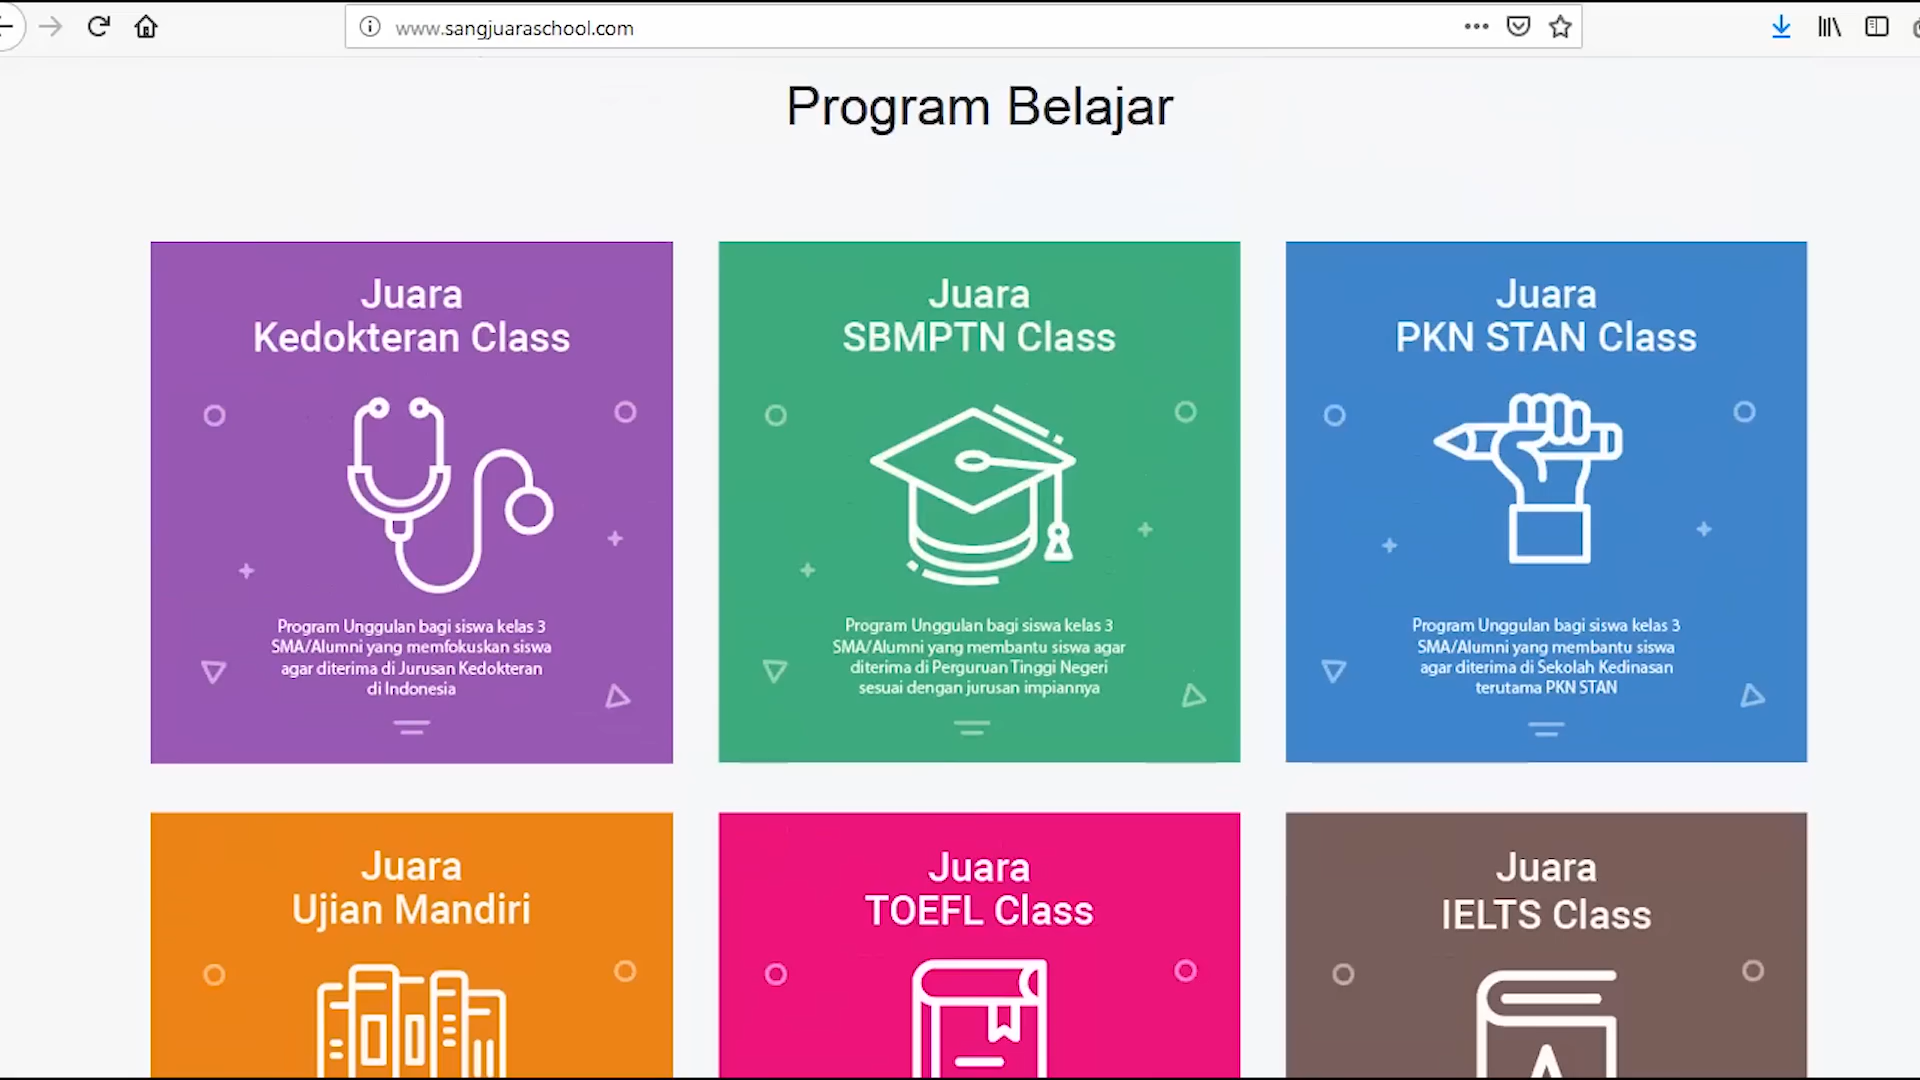 www.sangjuaraschool.com
Program Belajar
Juara
Kedokteran Class
Program Unggulan bagi siswa kelas 3
SMA/Alumni yang memfokuskan siswa
agar diterima di Jurusan Kedokteran
di Indonesia
Juara
SBMPTN Class
Program Unggulan bagi siswa kelas 3
SMA/Alumni yang membantu siswa agar
diterima di Perguruan Tinggi Negeri
sesuai dengan jurusan impiannya
Juara
PKN STAN Class
Program Unggulan bagi siswa kelas 3
SMA/Alumni yang membantu siswa
agar diterima di Sekolah Kedinasan
terutama PKN STAN
Juara
Ujian Mandiri
Juara
TOEFL Class
Juara
IELTS Class
A